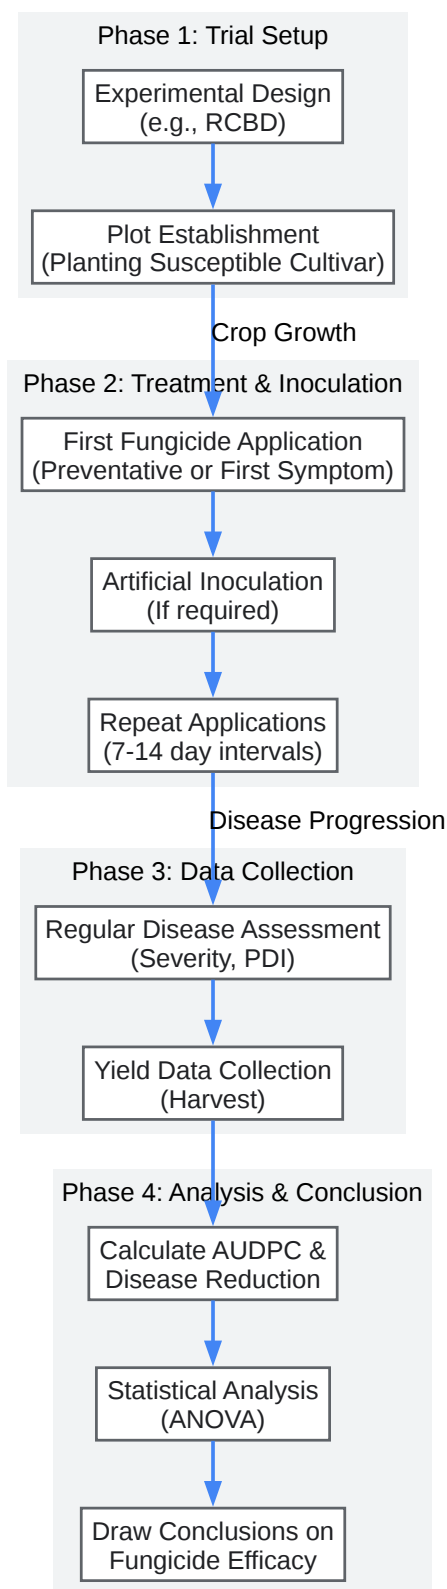 Phase 1: Trial Setup
Experimental Design
(e.g., RCBD)
Plot Establishment
(Planting Susceptible Cultivar)
Crop Growth
Phase 2: Treatment & Inoculation
First Fungicide Application
(Preventative or First Symptom)
Artificial Inoculation
(If required)
Repeat Applications
(7-14 day intervals)
Disease Progression
Phase 3: Data Collection
Regular Disease Assessment
(Severity, PDI)
Yield Data Collection
(Harvest)
Phase 4: Analysis & Conclusion
Calculate AUDPC &
Disease Reduction
Statistical Analysis
(ANOVA)
Draw Conclusions on
Fungicide Efficacy